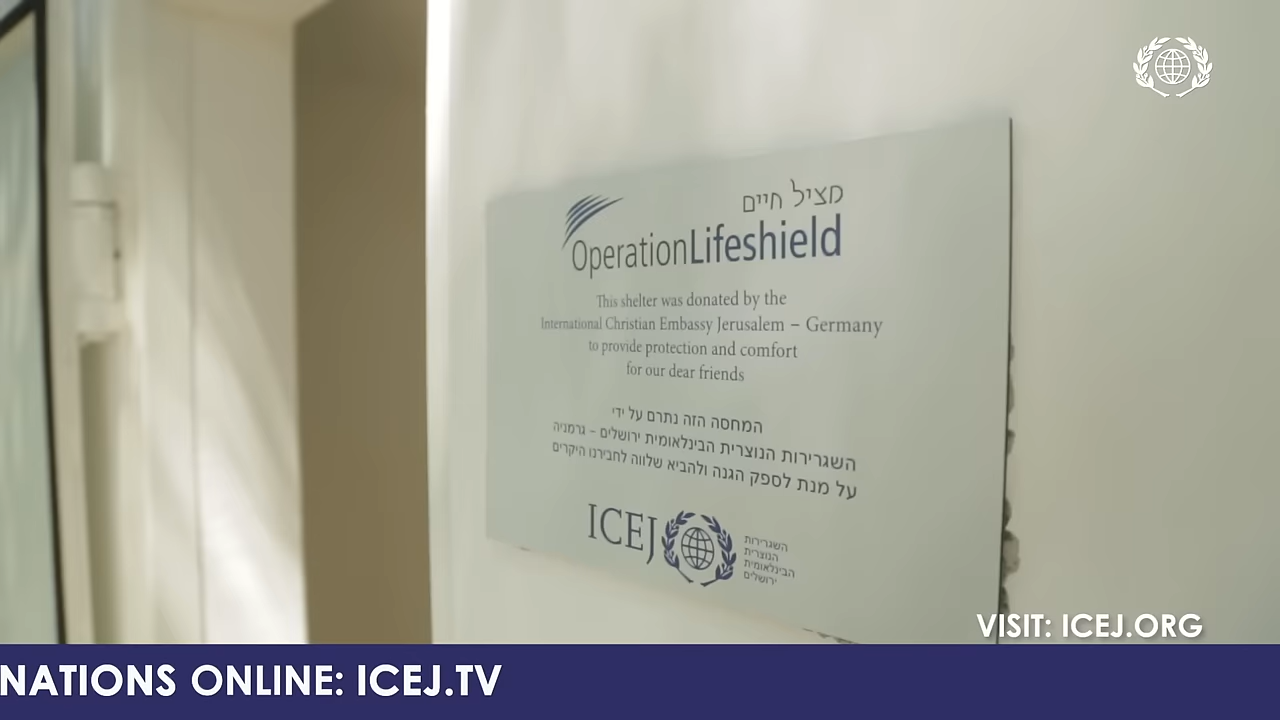 מציל חיים
OperationLifeshield
This shelter was donated by the
International Christian Embassy Jerusalem – Germany
to provide protection and comfort
for our dear friends
המחסה הזה נתרם על ידי
השגרירות הנוצרית הבינלאומית ירושלים – גרמניה
על מנת לספק הגנה ולהביא שלווה לחבירנו היקרים
ICEJ
השגרירות
הנוצרית
הבינלאומית
ירושלים
VISIT: ICEJ.ORG
NATIONS ONLINE: ICEJ.TV